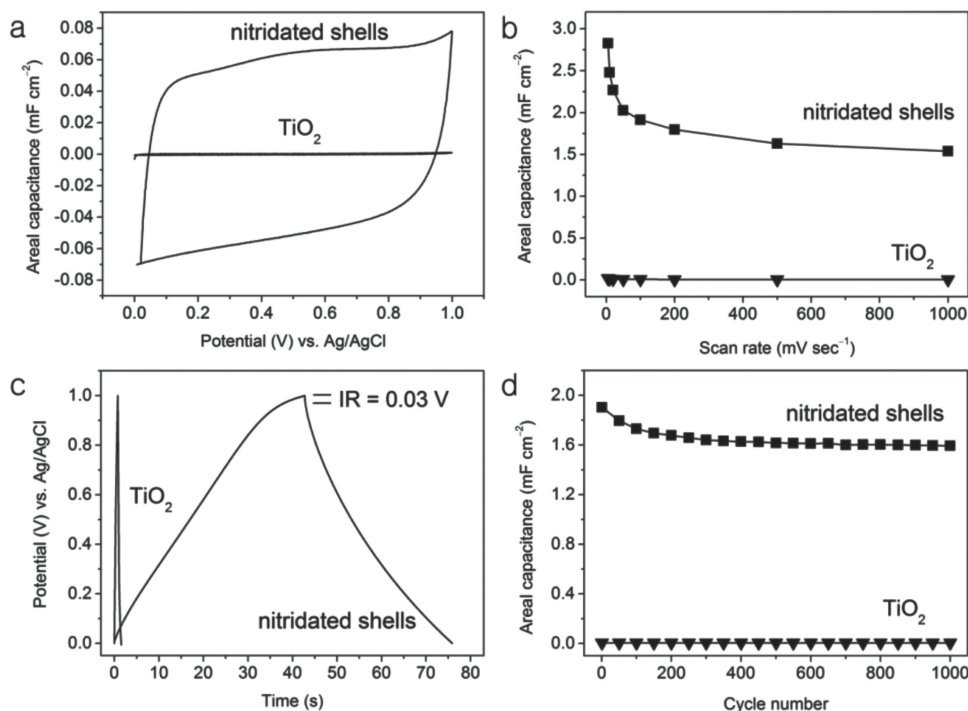 a
nitridated shells
TiO₂
Areal capacitance (mF cm⁻²)
0.08
0.06
0.04
0.02
0.00
-0.02
-0.04
-0.06
-0.08
0.0 0.2 0.4 0.6 0.8 1.0
Potential (V) vs. Ag/AgCl
b
nitridated shells
TiO₂
Areal capacitance (mF cm⁻²)
3.0
2.5
2.0
1.5
1.0
0.5
0.0
0 200 400 600 800 1000
Scan rate (mV sec⁻¹)
c
IR = 0.03 V
TiO₂
nitridated shells
Potential (V) vs. Ag/AgCl
1.0
0.8
0.6
0.4
0.2
0.0
0 10 20 30 40 50 60 70 80
Time (s)
d
nitridated shells
TiO₂
Areal capacitance (mF cm⁻²)
2.0
1.6
1.2
0.8
0.4
0.0
0 200 400 600 800 1000
Cycle number